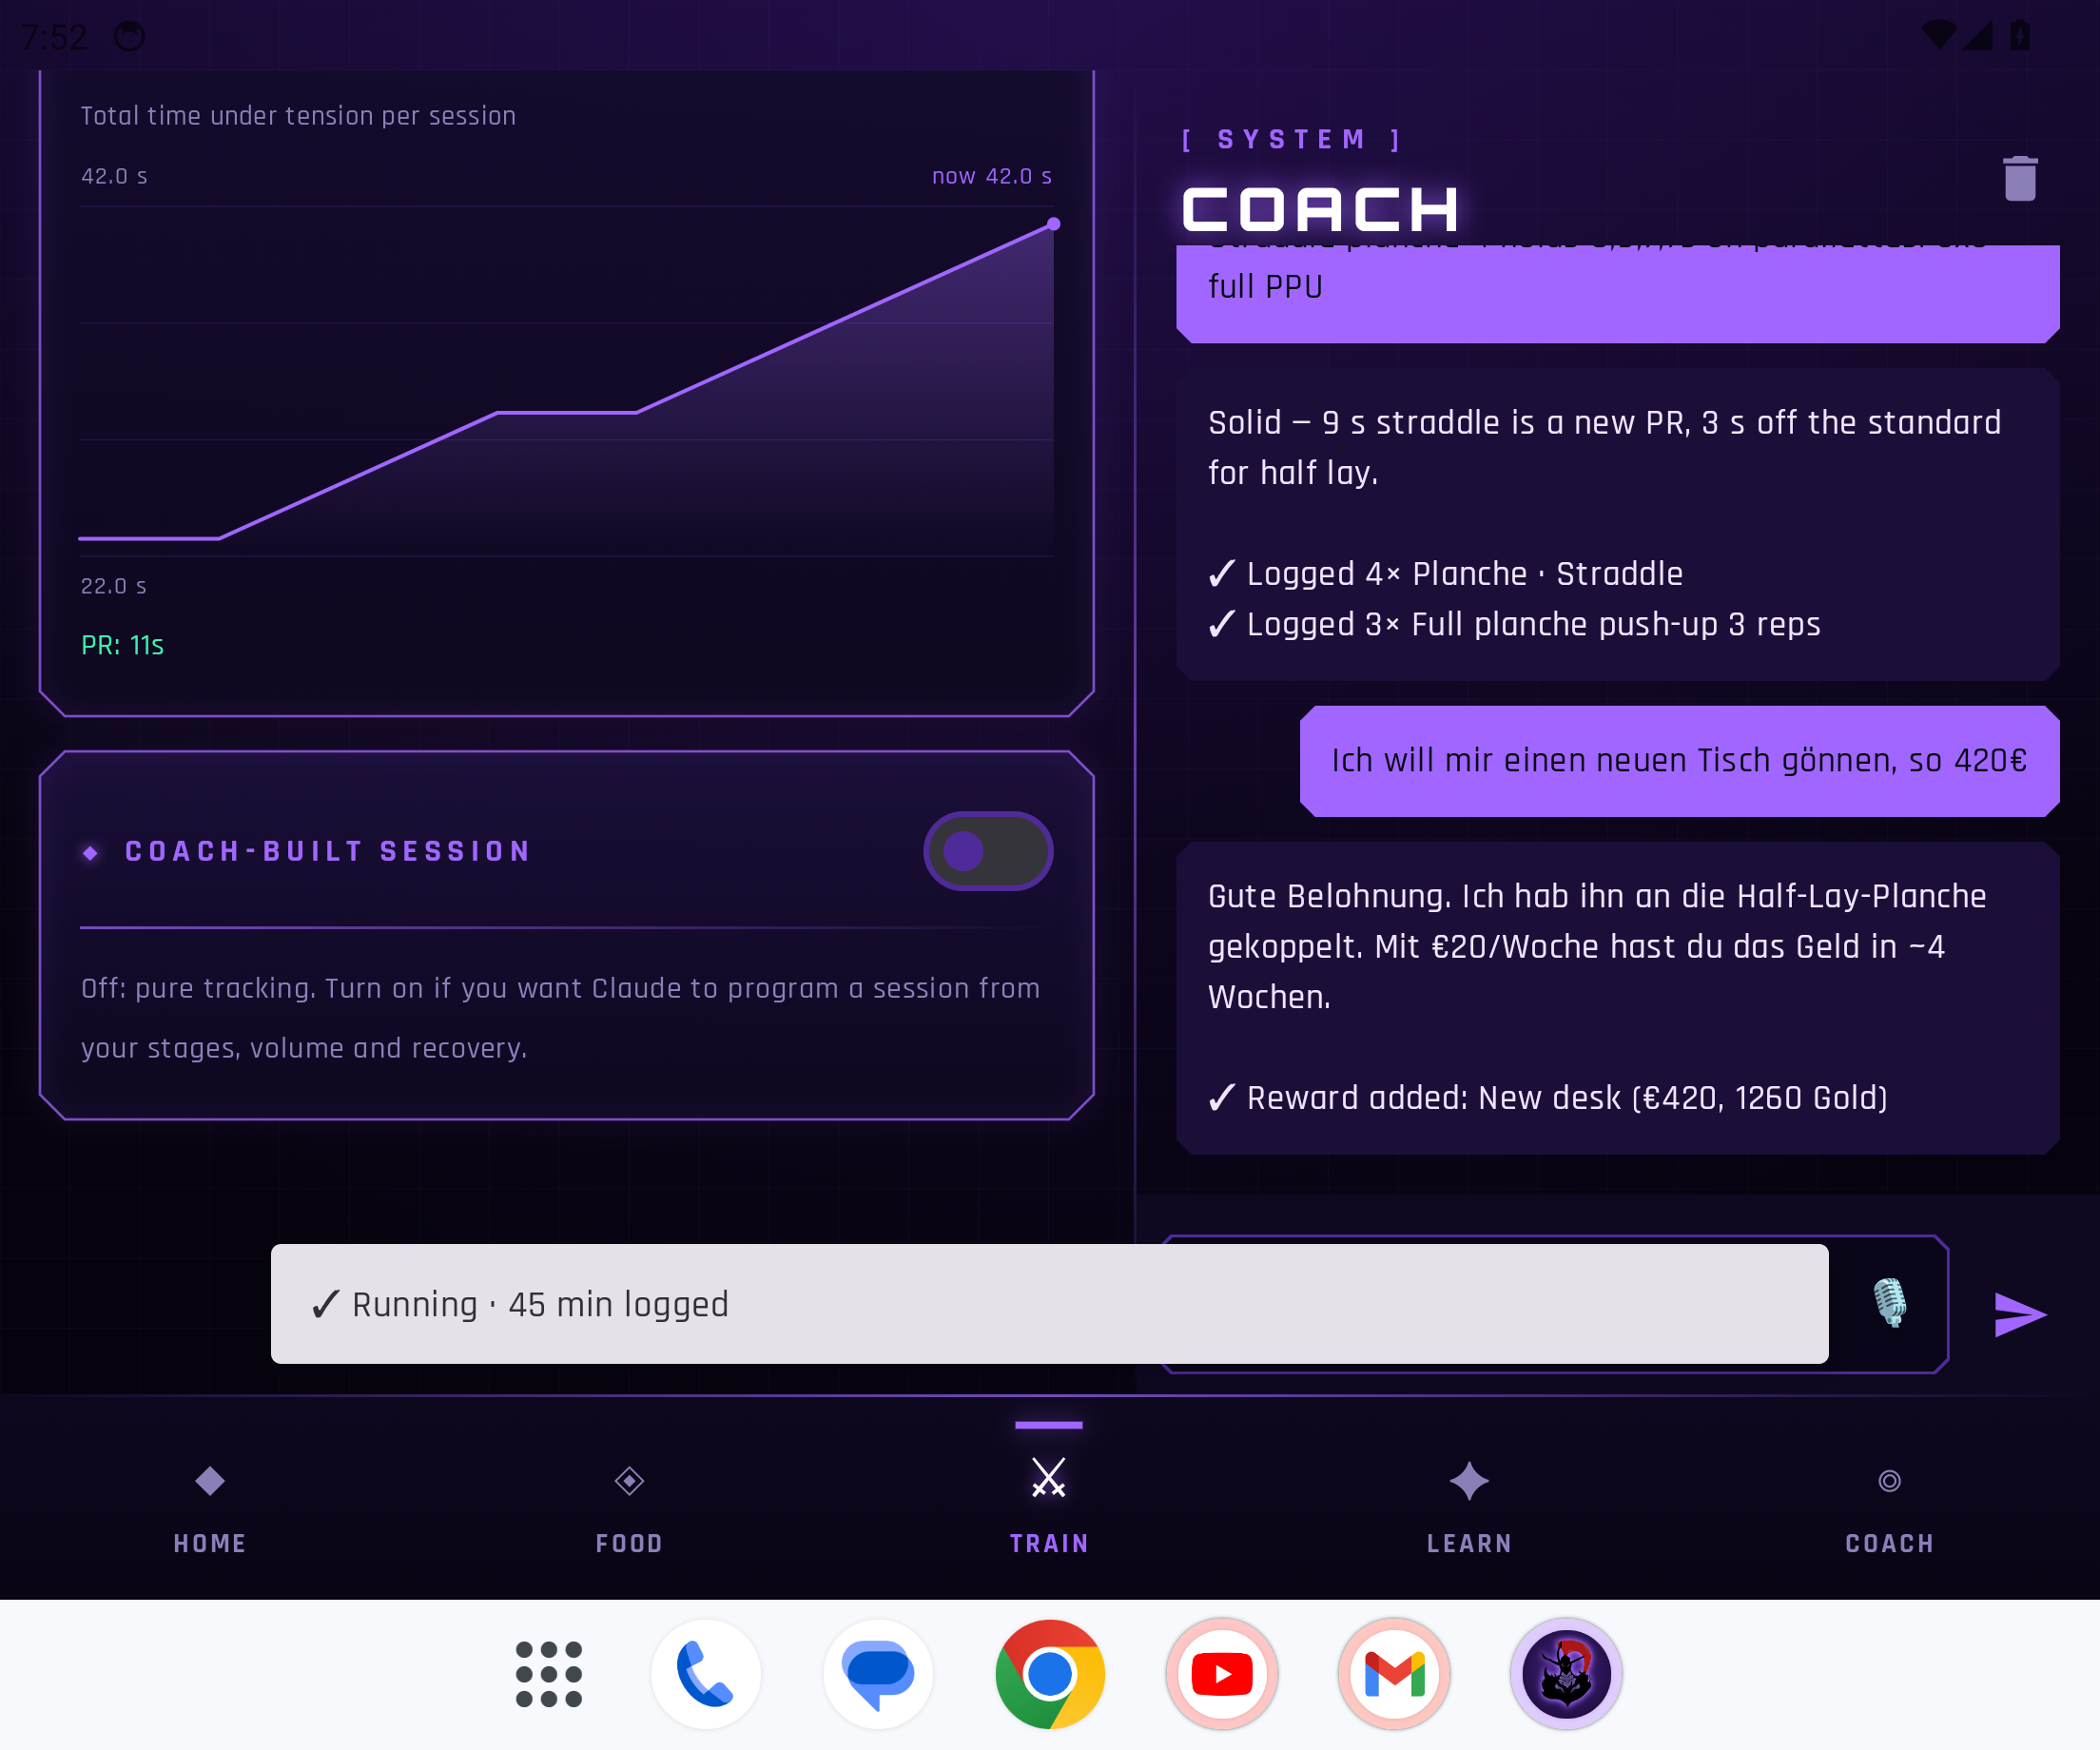 7:52
Total time under tension per session
42.0 s
now 42.0 s
22.0 s
PR: 11s
COACH-BUILT SESSION
Off: pure tracking. Turn on if you want Claude to program a session from
your stages, volume and recovery.
[ SYSTEM ]
COACH
full PPU
Solid – 9 s straddle is a new PR, 3 s off the standard
for half lay.
✓ Logged 4× Planche · Straddle
✓ Logged 3× Full planche push-up 3 reps
Ich will mir einen neuen Tisch gönnen, so 420€
Gute Belohnung. Ich hab ihn an die Half-Lay-Planche
gekoppelt. Mit €20/Woche hast du das Geld in ~4
Wochen.
✓ Reward added: New desk (€420, 1260 Gold)
✓ Running · 45 min logged
HOME
FOOD
TRAIN
LEARN
COACH